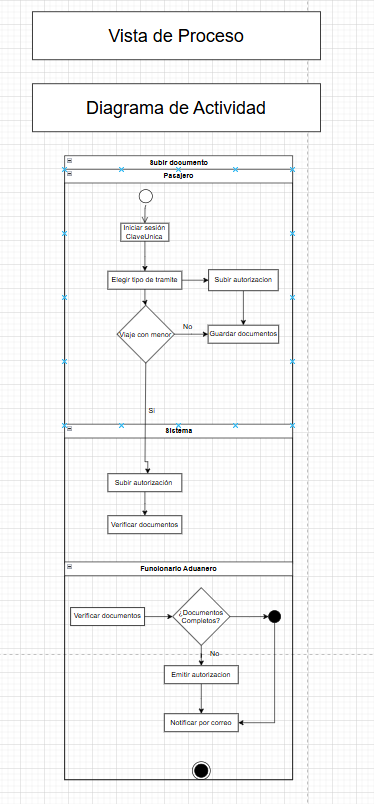 Vista de Proceso
Diagrama de Actividad
Subir documento
Pasajero
Iniciar sesión
ClaveUnica
Elegir tipo de tramite
Subir autorizacion
Viaje con menor
No
Guardar documentos
Si
Sistema
Subir autorización
Verificar documentos
Funcionario Aduanero
Verificar documentos
¿Documentos
Completos?
No
Emitir autorizacion
Notificar por correo